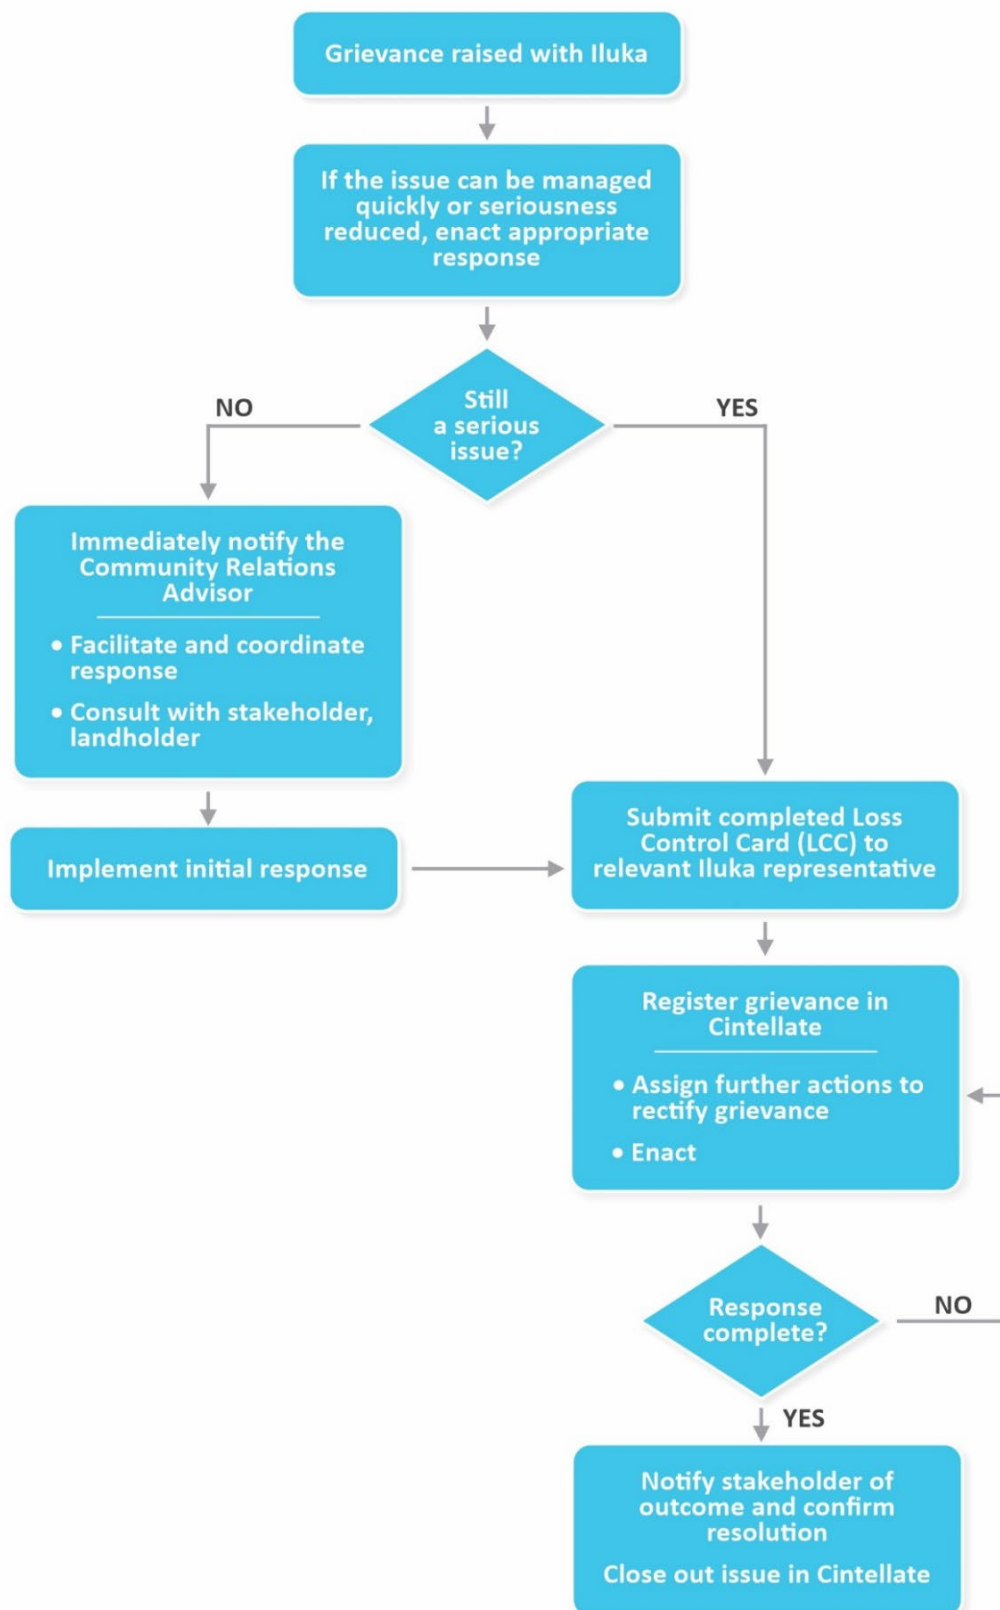 Grievance raised with Iluka
If the issue can be managed
quickly or seriousness
reduced, enact appropriate
response
Still
a serious
issue?
NO
YES
Immediately notify the
Community Relations
Advisor
• Facilitate and coordinate
response
• Consult with stakeholder,
landholder
Implement initial response
Submit completed Loss
Control Card (LCC) to
relevant Iluka representative
Register grievance in
Cintellate
• Assign further actions to
rectify grievance
• Enact
Response
complete?
NO
YES
Notify stakeholder of
outcome and confirm
resolution
Close out issue in Cintellate